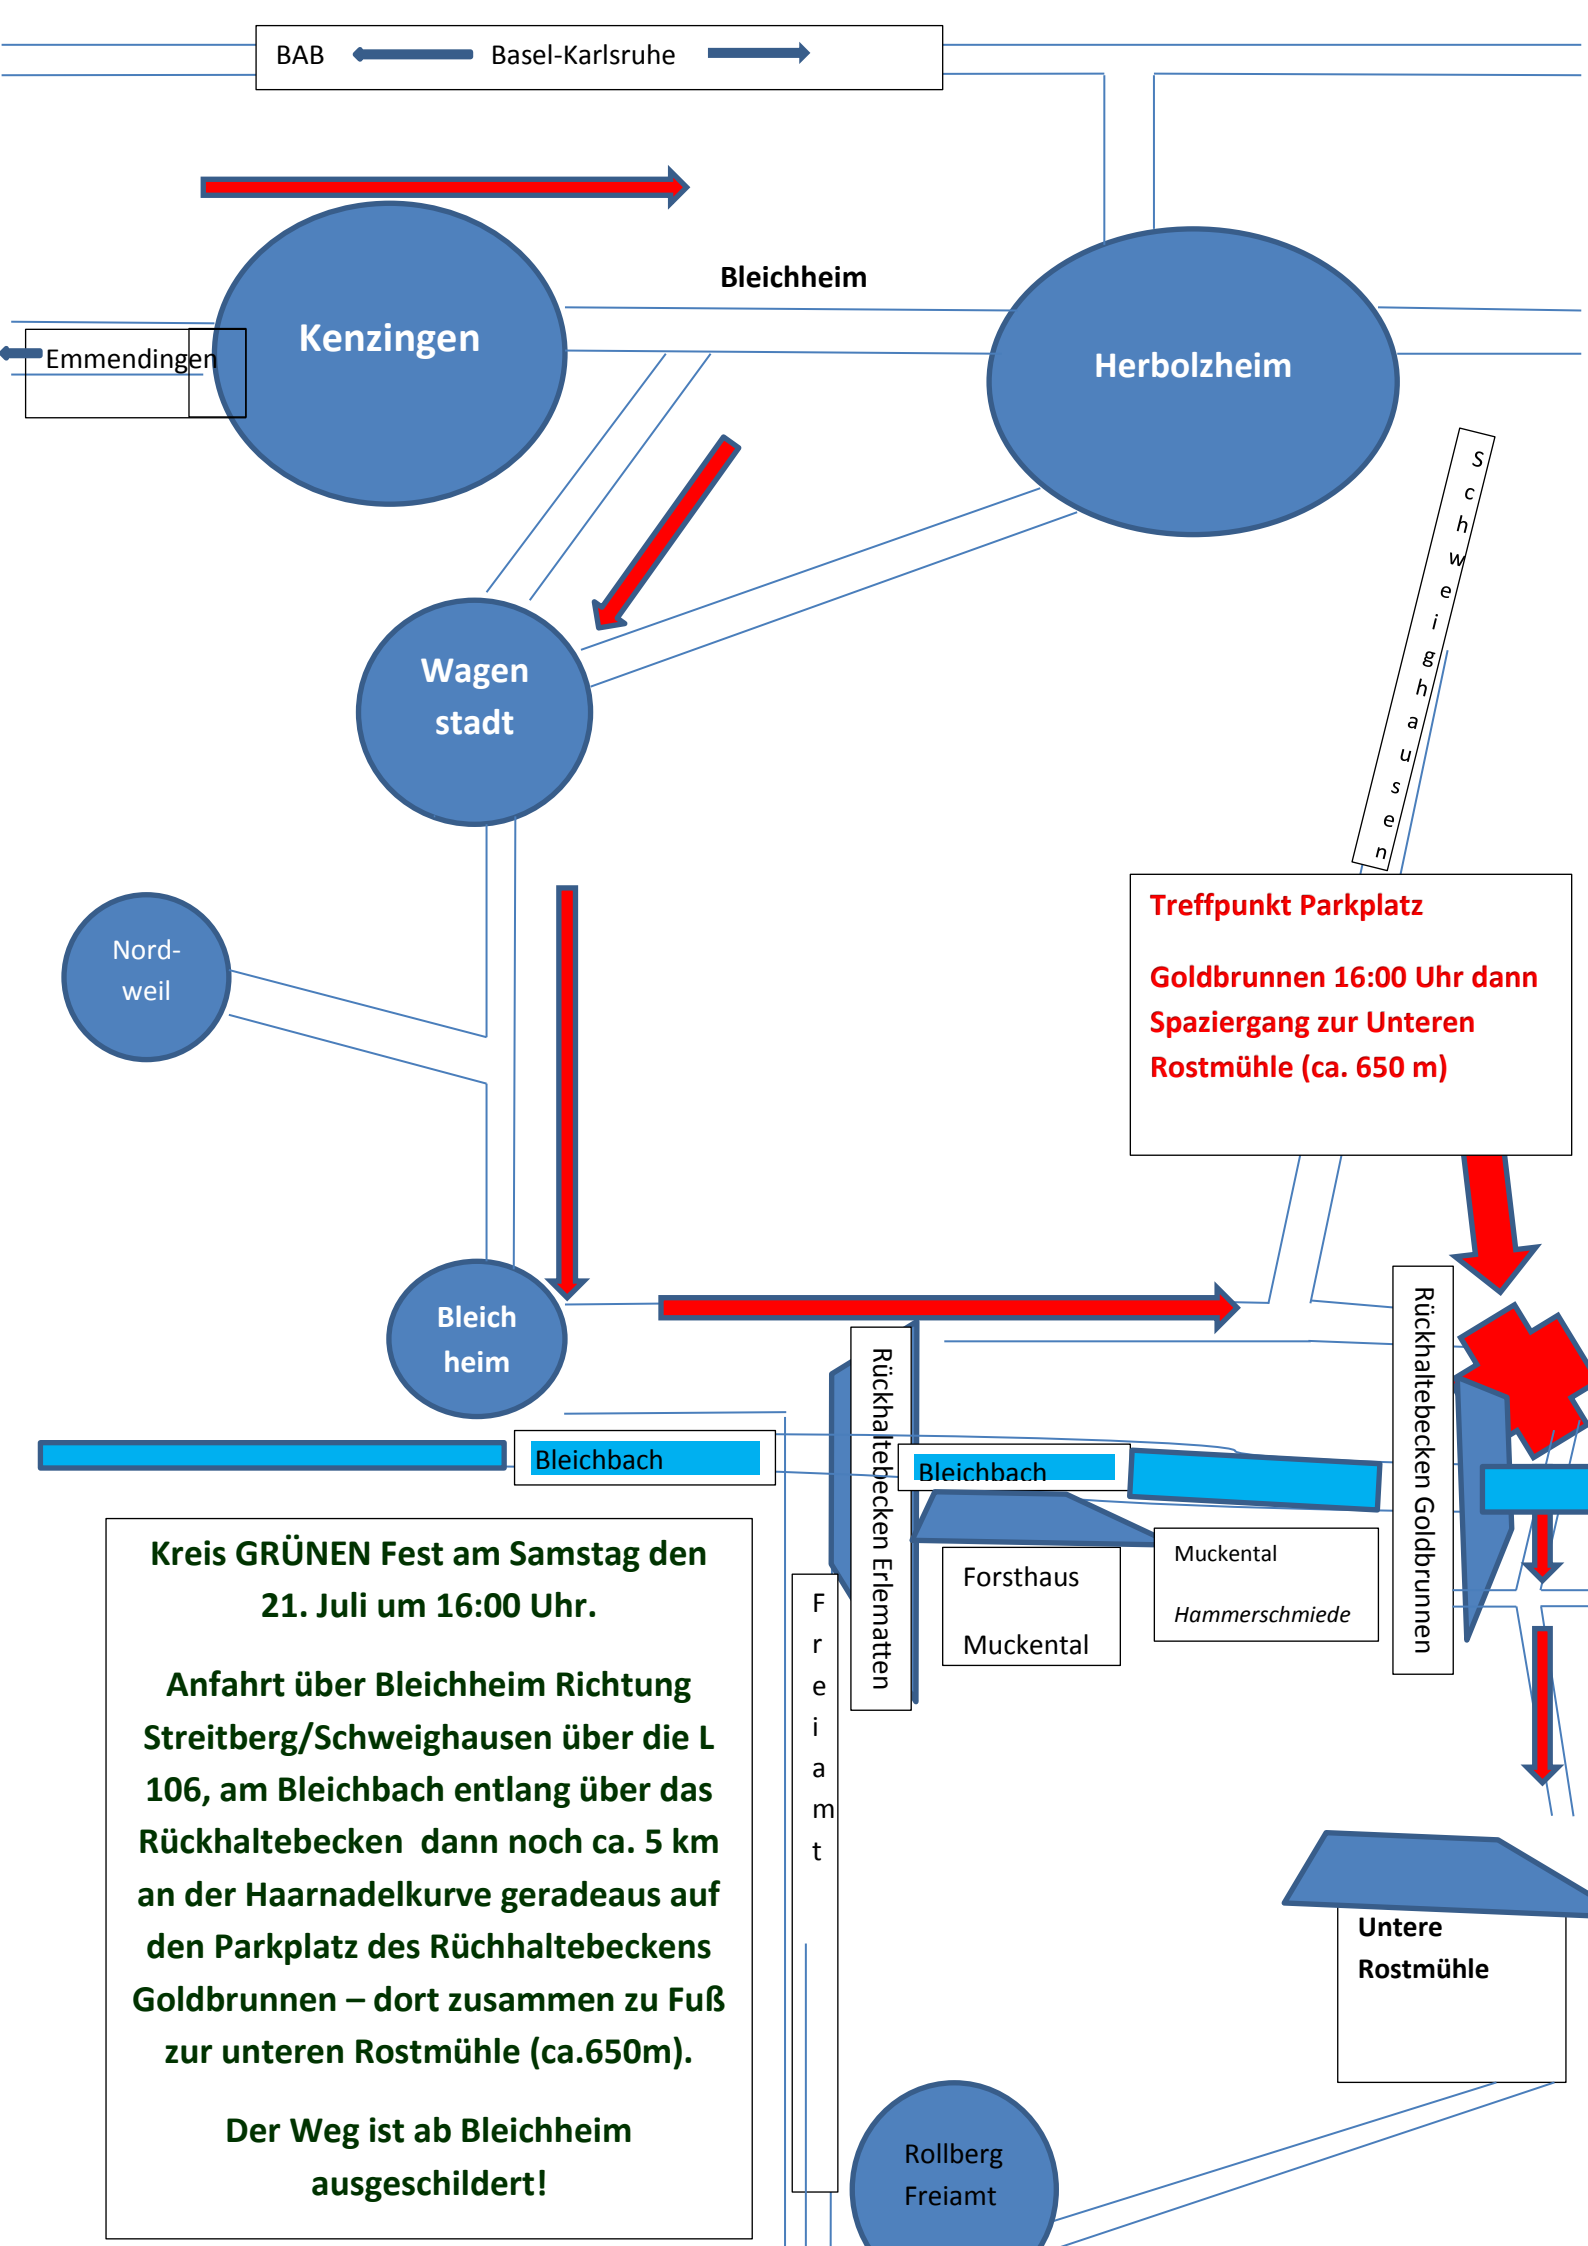 BAB Basel-Karlsruhe
Bleichheim
Kenzingen
Emmendingen
Herbolzheim
Schweighausen
Wagen
stadt
Treffpunkt Parkplatz
Goldbrunnen 16:00 Uhr dann
Spaziergang zur Unteren
Rostmühle (ca. 650 m)
Nord-
weil
Bleich
heim
Rückhaltebecken Erlematten
Rückhaltebecken Goldbrunnen
Bleichbach
Bleichbach
Forsthaus
Muckental
Muckental
Hammerschmiede
Freiamt
Kreis GRÜNEN Fest am Samstag den
21. Juli um 16:00 Uhr.
Anfahrt über Bleichheim Richtung
Streitberg/Schweighausen über die L
106, am Bleichbach entlang über das
Rückhaltebecken dann noch ca. 5 km
an der Haarnadelkurve geradeaus auf
den Parkplatz des Rüchhaltebeckens
Goldbrunnen – dort zusammen zu Fuß
zur unteren Rostmühle (ca.650m).
Der Weg ist ab Bleichheim
ausgeschildert!
Untere
Rostmühle
Rollberg
Freiamt